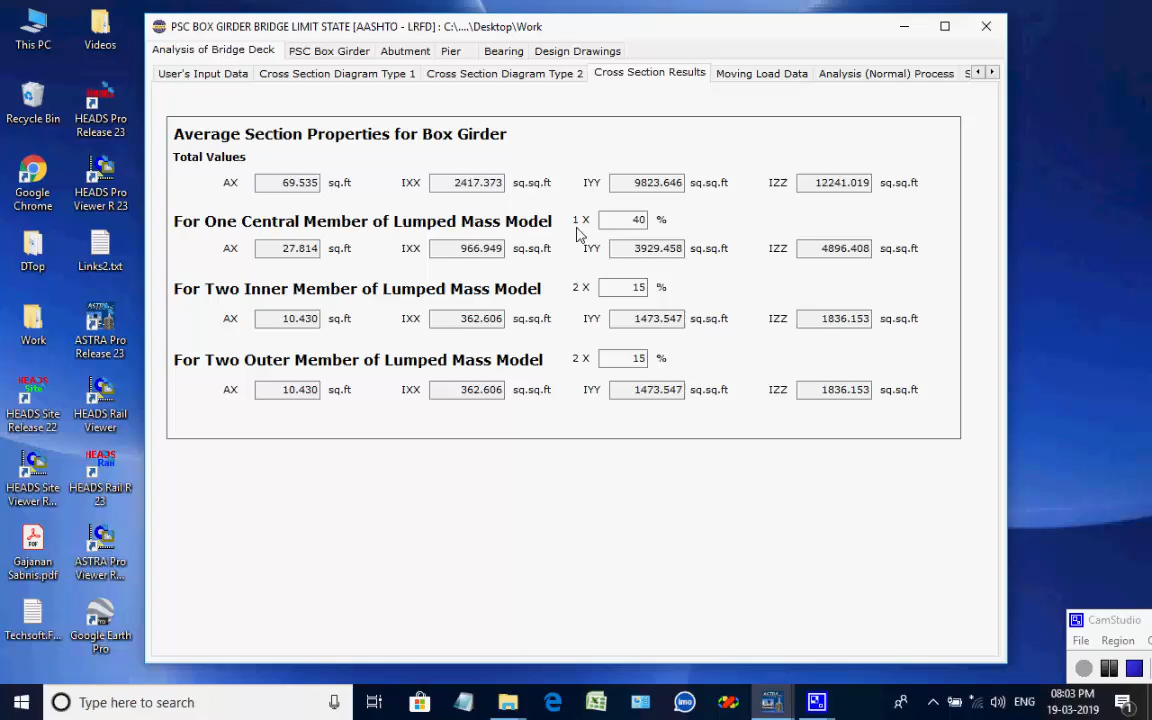 This PC
Videos
Recycle Bin
HEADS Pro
Release 23
Google
Chrome
HEADS Pro
Viewer R 23
DTop
Links2.txt
Work
ASTRA Pro
Release 23
HEADS Site
Release 22
HEADS Rail
Viewer
HEADS Site
Viewer R...
HEADS Rail R
23
Gajanan
Sabnis.pdf
ASTRA Pro
Viewer R...
Techsoft.F...
Google Earth
Pro
PSC BOX GIRDER BRIDGE LIMIT STATE [AASHTO - LRFD] : C:\....\Desktop\Work
Analysis of Bridge Deck PSC Box Girder Abutment Pier Bearing Design Drawings
User's Input Data Cross Section Diagram Type 1 Cross Section Diagram Type 2 Cross Section Results Moving Load Data Analysis (Normal) Process S
Average Section Properties for Box Girder
Total Values
AX 69.535 sq.ft IXX 2417.373 sq.sq.ft IYY 9823.646 sq.sq.ft IZZ 12241.019 sq.sq.ft
For One Central Member of Lumped Mass Model 1 X 40 %
AX 27.814 sq.ft IXX 966.949 sq.sq.ft IYY 3929.458 sq.sq.ft IZZ 4896.408 sq.sq.ft
For Two Inner Member of Lumped Mass Model 2 X 15 %
AX 10.430 sq.ft IXX 362.606 sq.sq.ft IYY 1473.547 sq.sq.ft IZZ 1836.153 sq.sq.ft
For Two Outer Member of Lumped Mass Model 2 X 15 %
AX 10.430 sq.ft IXX 362.606 sq.sq.ft IYY 1473.547 sq.sq.ft IZZ 1836.153 sq.sq.ft
CamStudio
File Region
Type here to search
imo
ENG
08:03 PM
19-03-2019
1